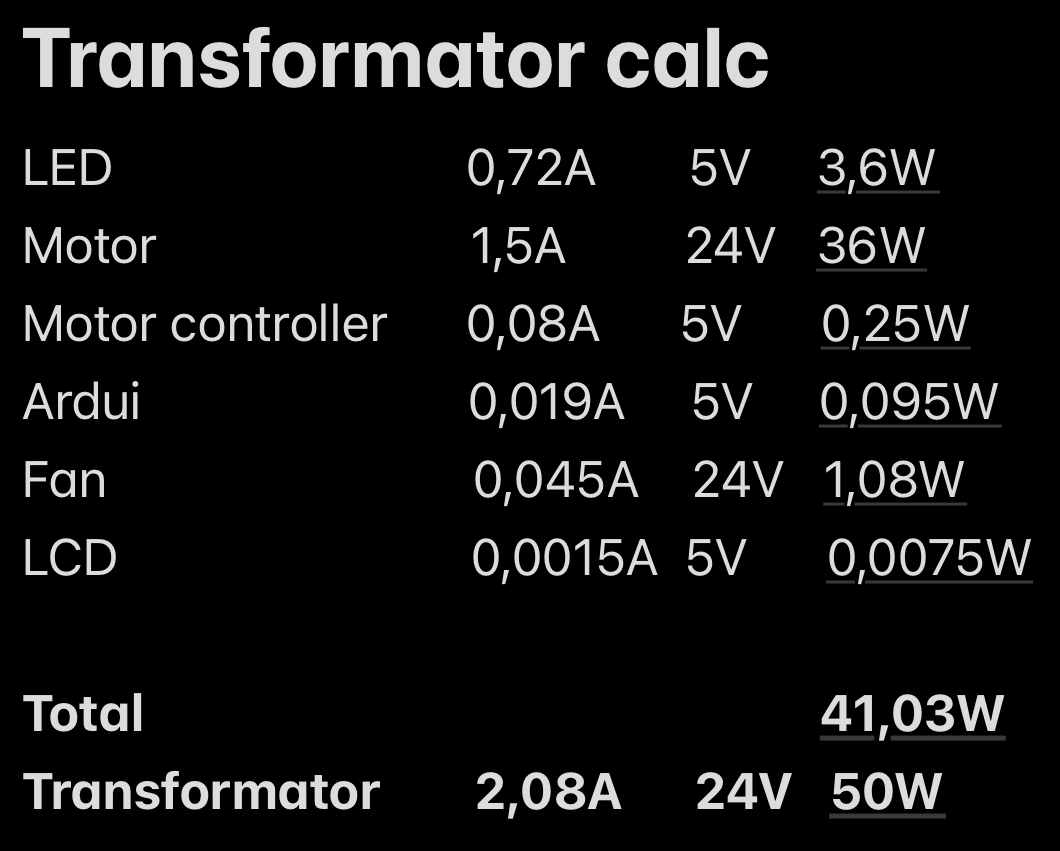 Transformator calc
LED 0,72A 5V 3,6W
Motor 1,5A 24V 36W
Motor controller 0,08A 5V 0,25W
Ardui 0,019A 5V 0,095W
Fan 0,045A 24V 1,08W
LCD 0,0015A 5V 0,0075W
Total 41,03W
Transformator 2,08A 24V 50W